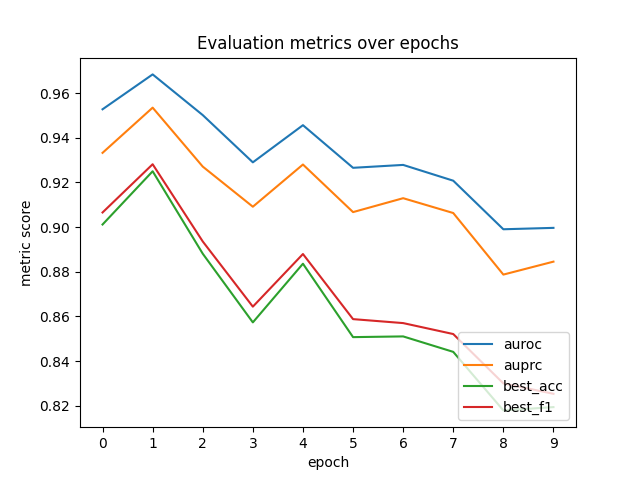 Evaluation metrics over epochs
metric score
0.96
0.94
0.92
0.90
0.88
0.86
0.84
0.82
auroc
auprc
best_acc
best_f1
0 1 2 3 4 5 6 7 8 9
epoch